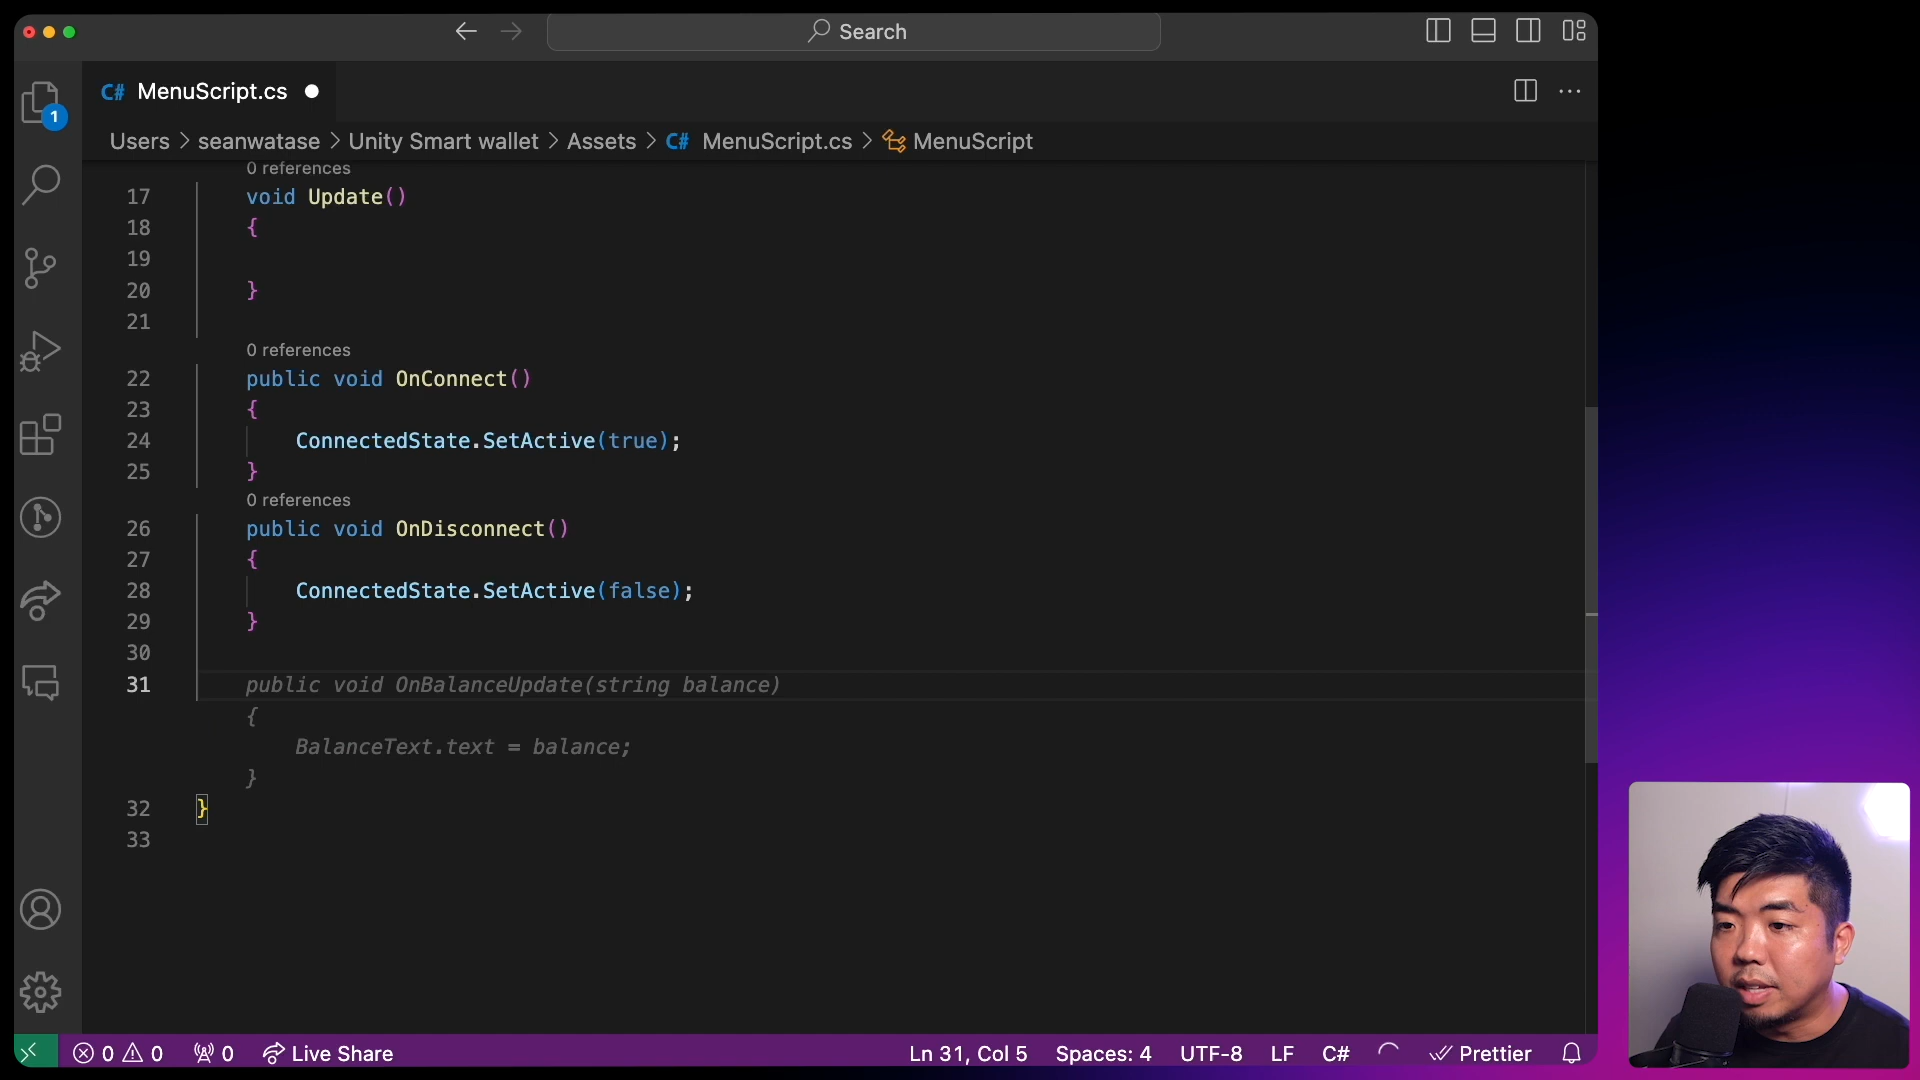 Search
C# MenuScript.cs
1
Users > seanwatase > Unity Smart wallet > Assets > C# MenuScript.cs > MenuScript
0 references
17 void Update()
18 {
19
20 }
21
0 references
22 public void OnConnect()
23 {
24 ConnectedState.SetActive(true);
25 }
0 references
26 public void OnDisconnect()
27 {
28 ConnectedState.SetActive(false);
29 }
30
31 public void OnBalanceUpdate(string balance)
{
BalanceText.text = balance;
}
32 }
33
0 0 0 Live Share Ln 31, Col 5 Spaces: 4 UTF-8 LF C# Prettier